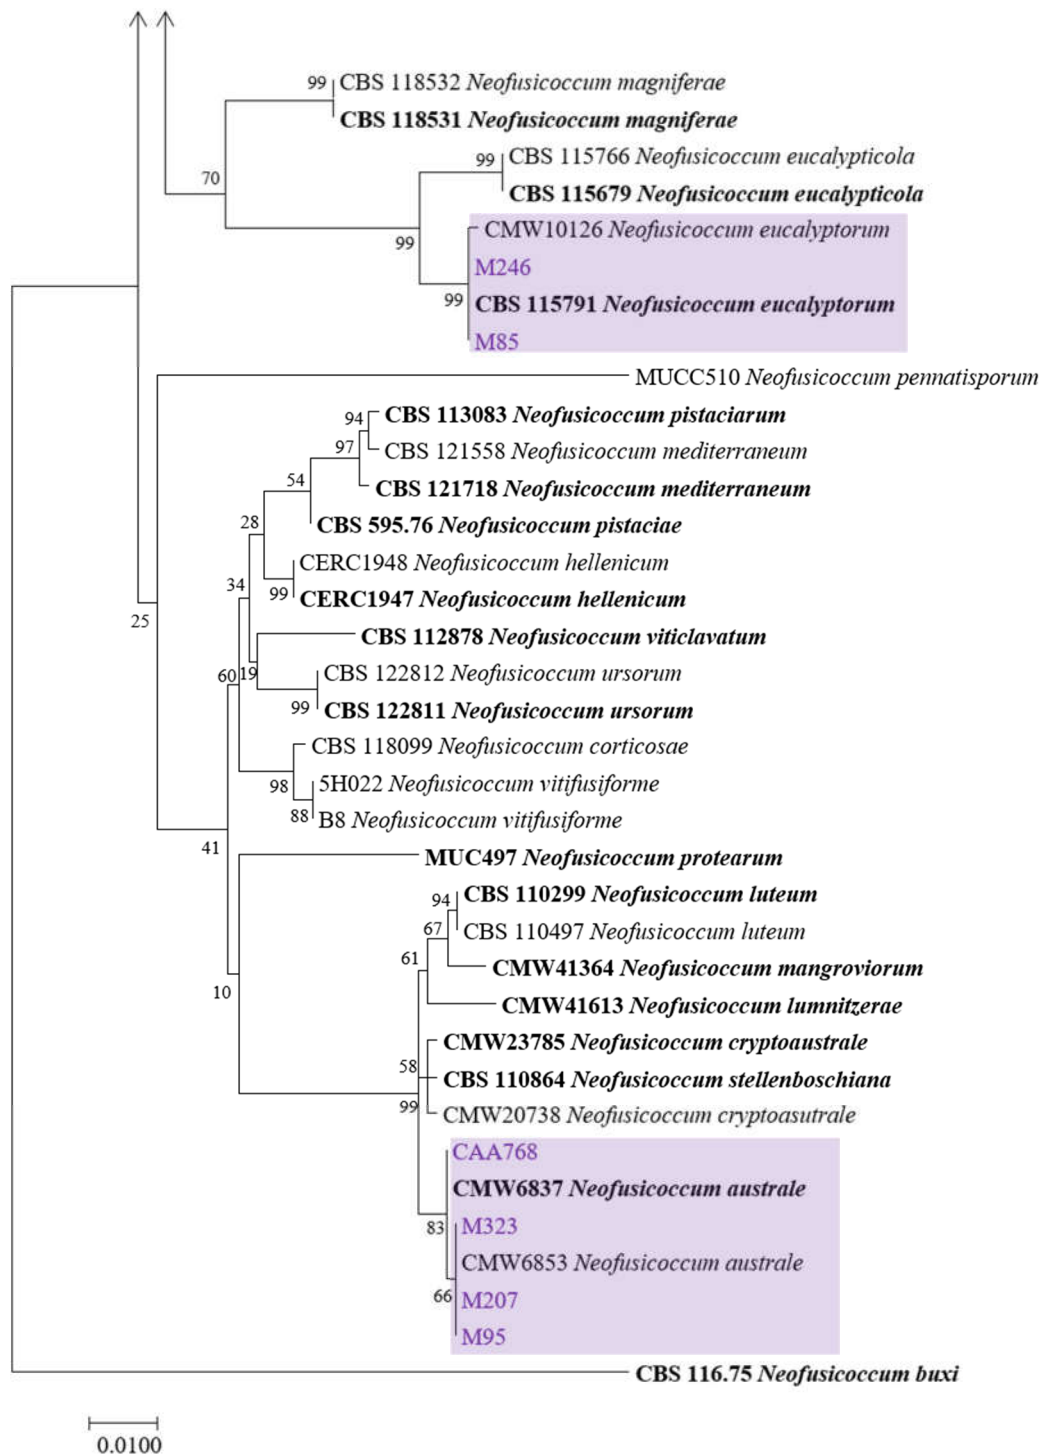 99 CBS 118532 Neofusicoccum magniferae
CBS 118531 Neofusicoccum magniferae
99 CBS 115766 Neofusicoccum eucalypticola
70
CBS 115679 Neofusicoccum eucalypticola
CMW10126 Neofusicoccum eucalyptorum
99
M246
99 CBS 115791 Neofusicoccum eucalyptorum
M85
MUCC510 Neofusicoccum pennatisporum
94 CBS 113083 Neofusicoccum pistaciarum
97 CBS 121558 Neofusicoccum mediterraneum
54 CBS 121718 Neofusicoccum mediterraneum
28 CBS 595.76 Neofusicoccum pistaciae
CERC1948 Neofusicoccum hellenicum
34
99 CERC1947 Neofusicoccum hellenicum
25
CBS 112878 Neofusicoccum viticlavatum
60 19 CBS 122812 Neofusicoccum ursorum
99 CBS 122811 Neofusicoccum ursorum
CBS 118099 Neofusicoccum corticosae
98 5H022 Neofusicoccum vitifusiforme
88 B8 Neofusicoccum vitifusiforme
41
MUC497 Neofusicoccum protearum
94 CBS 110299 Neofusicoccum luteum
67 CBS 110497 Neofusicoccum luteum
61 CMW41364 Neofusicoccum mangroviorum
10
CMW41613 Neofusicoccum lumnitzerae
CMW23785 Neofusicoccum cryptoaustrale
58
CBS 110864 Neofusicoccum stellenboschiana
99
CMW20738 Neofusicoccum cryptoasutrale
CAA768
CMW6837 Neofusicoccum australe
83 M323
CMW6853 Neofusicoccum australe
66 M207
M95
CBS 116.75 Neofusicoccum buxi
0.0100